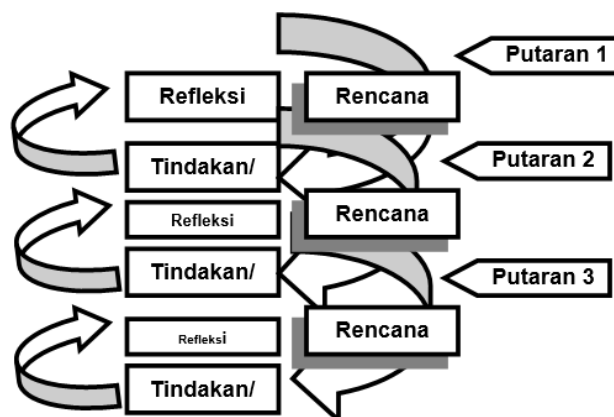 Putaran 1
Refleksi
Rencana
Tindakan/
Putaran 2
Refleksi
Rencana
Tindakan/
Putaran 3
Refleksi
Rencana
Tindakan/